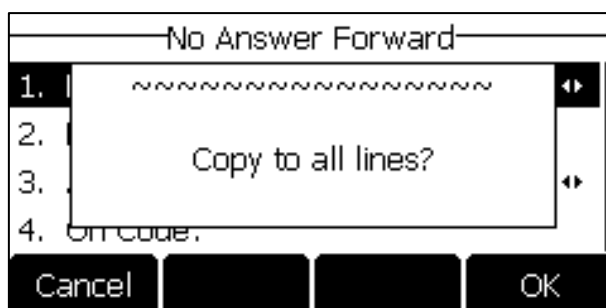 No Answer Forward
1.
~~~~~~~~~~~~~~~~
2.
Copy to all lines?
3.
4. On Code:
Cancel OK